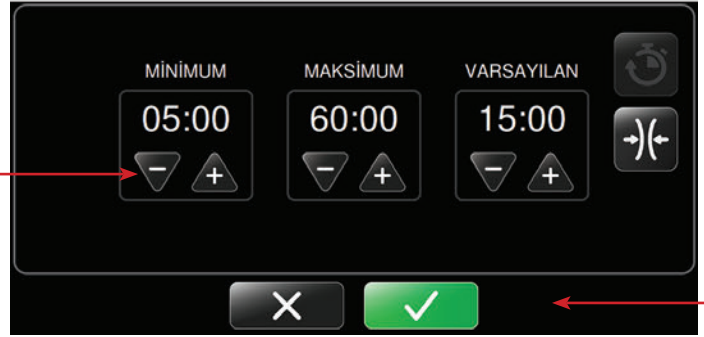 MİNİMUM MAKSİMUM VARSAYILAN
05:00 60:00 15:00
− + − + − +